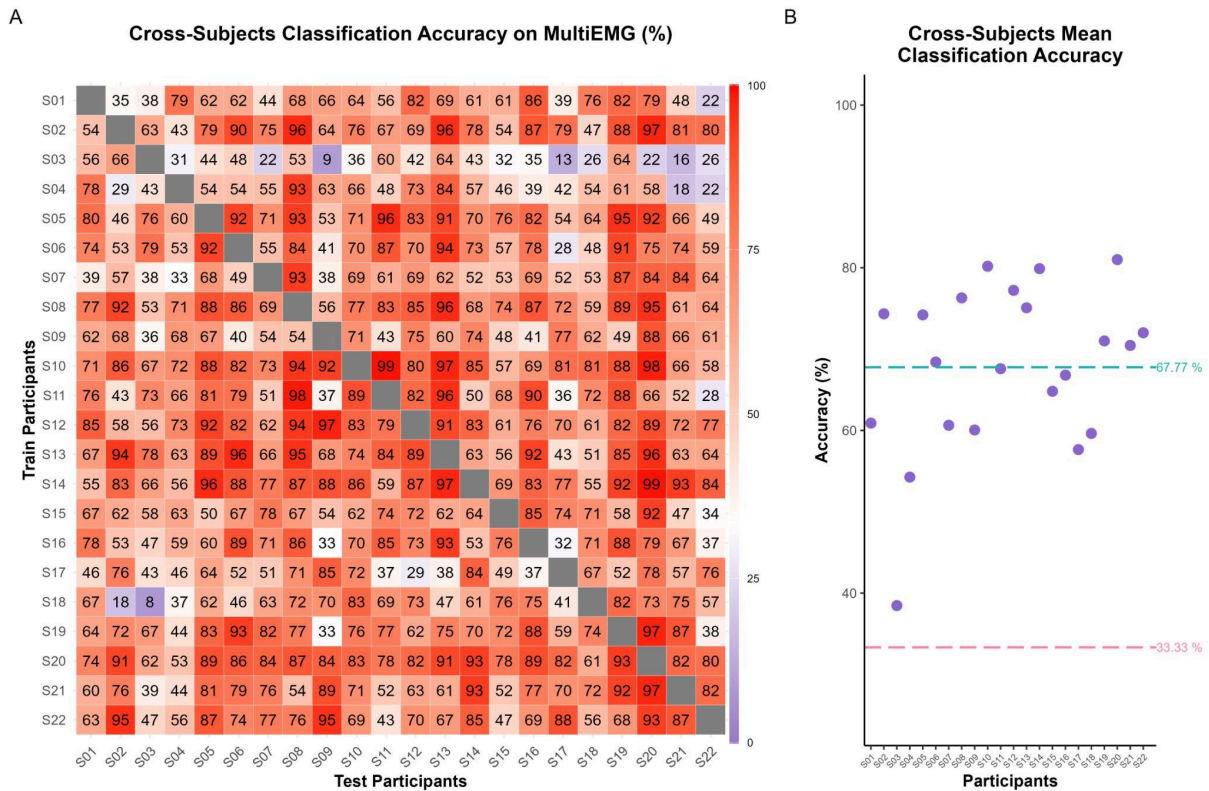 A
Cross-Subjects Classification Accuracy on MultiEMG (%)
Train Participants
S01 35 38 79 62 62 44 68 66 64 56 82 69 61 61 86 39 76 82 79 48 22
S02 54 63 43 79 90 75 96 64 76 67 69 96 78 54 87 79 47 88 97 81 80
S03 56 66 31 44 48 22 53 9 36 60 42 64 43 32 35 13 26 64 22 16 26
S04 78 29 43 54 54 55 93 63 66 48 73 84 57 46 39 42 54 61 58 18 22
S05 80 46 76 60 92 71 93 53 71 96 83 91 70 76 82 54 64 95 92 66 49
S06 74 53 79 53 92 55 84 41 70 87 70 94 73 57 78 28 48 91 75 74 59
S07 39 57 38 33 68 49 93 38 69 61 69 62 52 53 69 52 53 87 84 84 64
S08 77 92 53 71 88 86 69 56 77 83 85 96 68 74 87 72 59 89 95 61 64
S09 62 68 36 68 67 40 54 54 71 43 75 60 74 48 41 77 62 49 88 66 61
S10 71 86 67 72 88 82 73 94 92 99 80 97 85 57 69 81 81 88 98 66 58
S11 76 43 73 66 81 79 51 98 37 89 82 96 50 68 90 36 72 88 66 52 28
S12 85 58 56 73 92 82 62 94 97 83 79 91 83 61 76 70 61 82 89 72 77
S13 67 94 78 63 89 96 66 95 68 74 84 89 63 56 92 43 51 85 96 63 64
S14 55 83 66 56 96 88 77 87 88 86 59 87 97 69 83 77 55 92 99 93 84
S15 67 62 58 63 50 67 78 67 54 62 74 72 62 64 85 74 71 58 92 47 34
S16 78 53 47 59 60 89 71 86 33 70 85 73 93 53 76 32 71 88 79 67 37
S17 46 76 43 46 64 52 51 71 85 72 37 29 38 84 49 37 67 52 78 57 76
S18 67 18 8 37 62 46 63 72 70 83 69 73 47 61 76 75 41 82 73 75 57
S19 64 72 67 44 83 93 82 77 33 76 77 62 75 70 72 88 59 74 97 87 38
S20 74 91 62 53 89 86 84 87 84 83 78 82 91 93 78 89 82 61 93 82 80
S21 60 76 39 44 81 79 76 54 89 71 52 63 61 93 52 77 70 72 92 97 82
S22 63 95 47 56 87 74 77 76 95 69 43 70 67 85 47 69 88 56 68 93 87
S01 S02 S03 S04 S05 S06 S07 S08 S09 S10 S11 S12 S13 S14 S15 S16 S17 S18 S19 S20 S21 S22
Test Participants
100
75
50
25
0
B
Cross-Subjects Mean
Classification Accuracy
Accuracy (%)
100
80
60
40
67.77 %
33.33 %
S01 S02 S03 S04 S05 S06 S07 S08 S09 S10 S11 S12 S13 S14 S15 S16 S17 S18 S19 S20 S21 S22
Participants